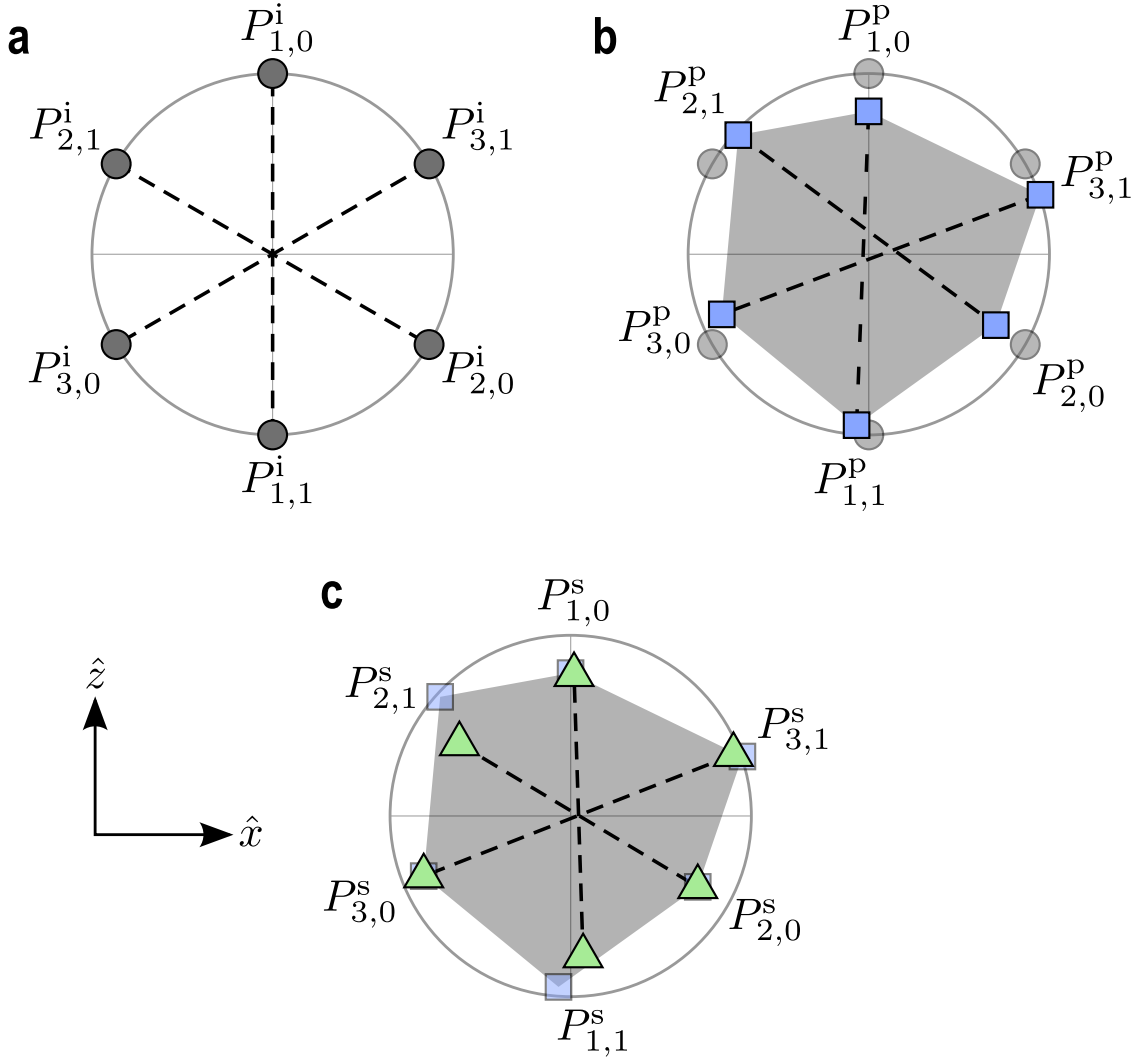 a
P^i_{1,0}
P^i_{2,1}
P^i_{3,1}
P^i_{3,0}
P^i_{2,0}
P^i_{1,1}
b
P^p_{1,0}
P^p_{2,1}
P^p_{3,1}
P^p_{3,0}
P^p_{2,0}
P^p_{1,1}
c
P^s_{1,0}
P^s_{2,1}
P^s_{3,1}
P^s_{3,0}
P^s_{2,0}
P^s_{1,1}
ẑ
x̂